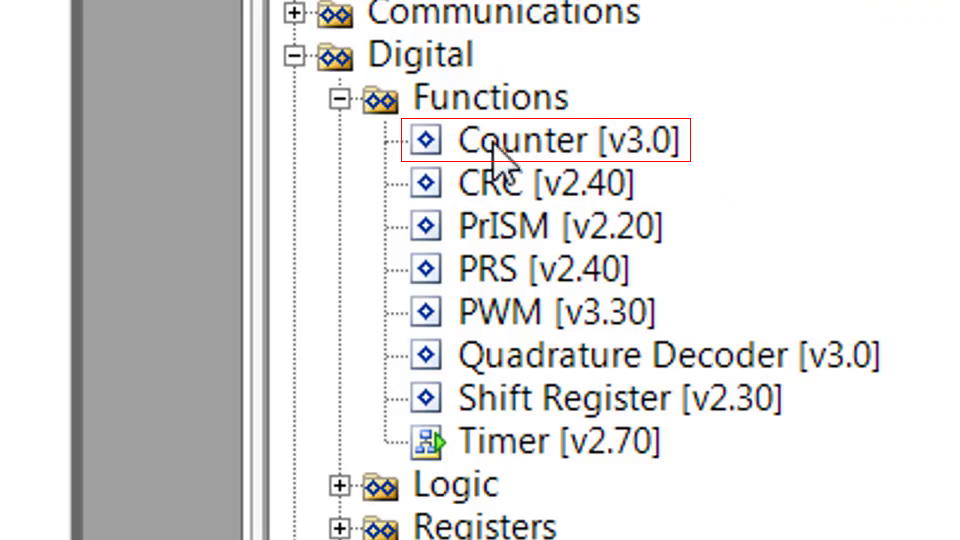 Communications
Digital
Functions
Counter [v3.0]
CRC [v2.40]
PrISM [v2.20]
PRS [v2.40]
PWM [v3.30]
Quadrature Decoder [v3.0]
Shift Register [v2.30]
Timer [v2.70]
Logic
Registers